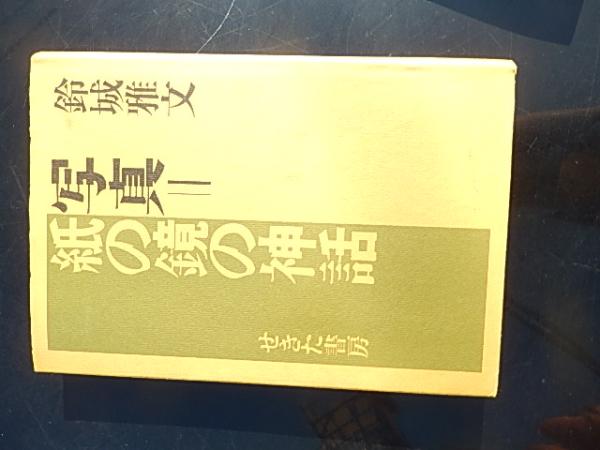 鈴城雅文
写真＝
紙の鏡の神話
せきた書房